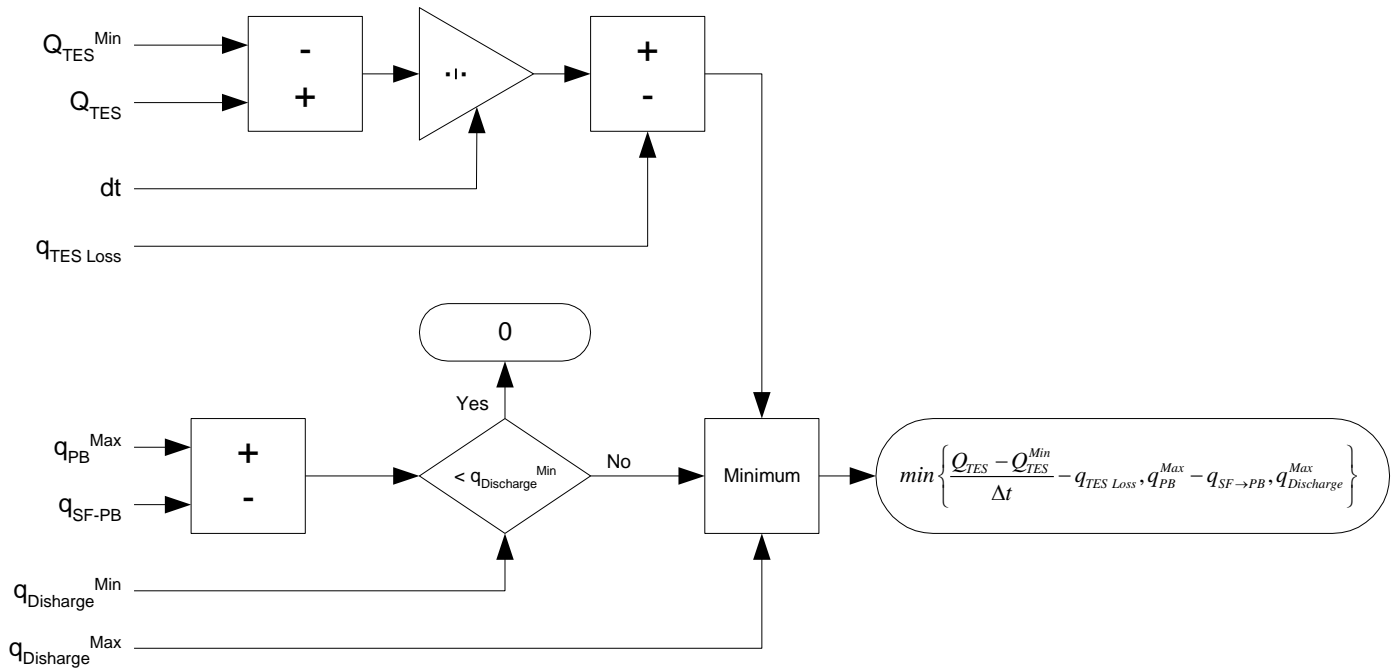 Q_TES^Min
-
+
÷
+
-
Q_TES
dt
q_TES Loss
0
Yes
q_PB^Max
+
-
< q_Discharge^Min
No
Minimum
min{(Q_TES − Q_TES^Min)/Δt − q_TES Loss, q_PB^Max − q_SF→PB, q_Discharge^Max}
q_SF-PB
q_Disharge^Min
q_Disharge^Max